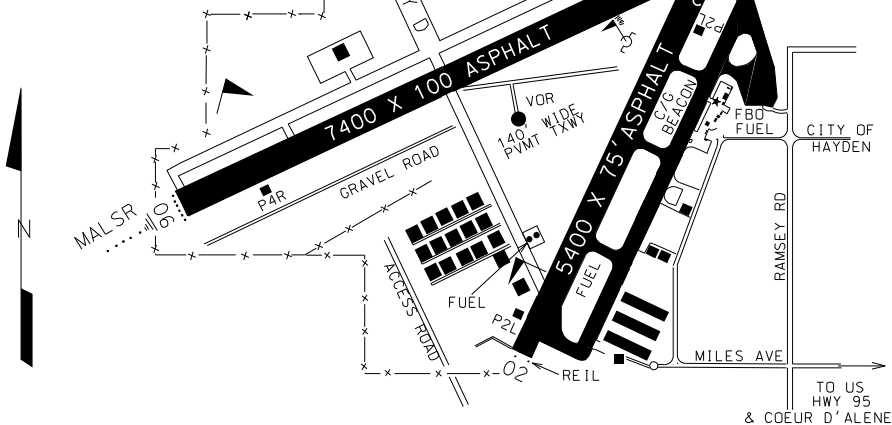 Y D
P2L
7400 X 100 ASPHALT
5400 X 75' ASPHALT
C/G
BEACON
VOR
140' WIDE
PVMT TXWY
FBO
FUEL
CITY OF
HAYDEN
GRAVEL ROAD
P4R
06
MALSR
N
RAMSEY RD
ACCESS ROAD
FUEL
FUEL
P2L
02
REIL
MILES AVE
TO US
HWY 95
& COEUR D'ALENE